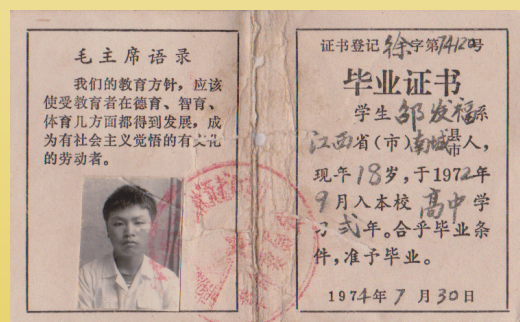 毛主席语录
我们的教育方针，应该
使受教育者在德育、智育、
体育几方面都得到发展，成
为有社会主义觉悟的有文化
的劳动者。
证书登记徐字第74120号
毕业证书
学生邹发福系
江西省（市）南城县市人，
现年18岁，于1972年
9月入本校高中学
习贰年。合乎毕业条
件，准予毕业。
1974年7月30日